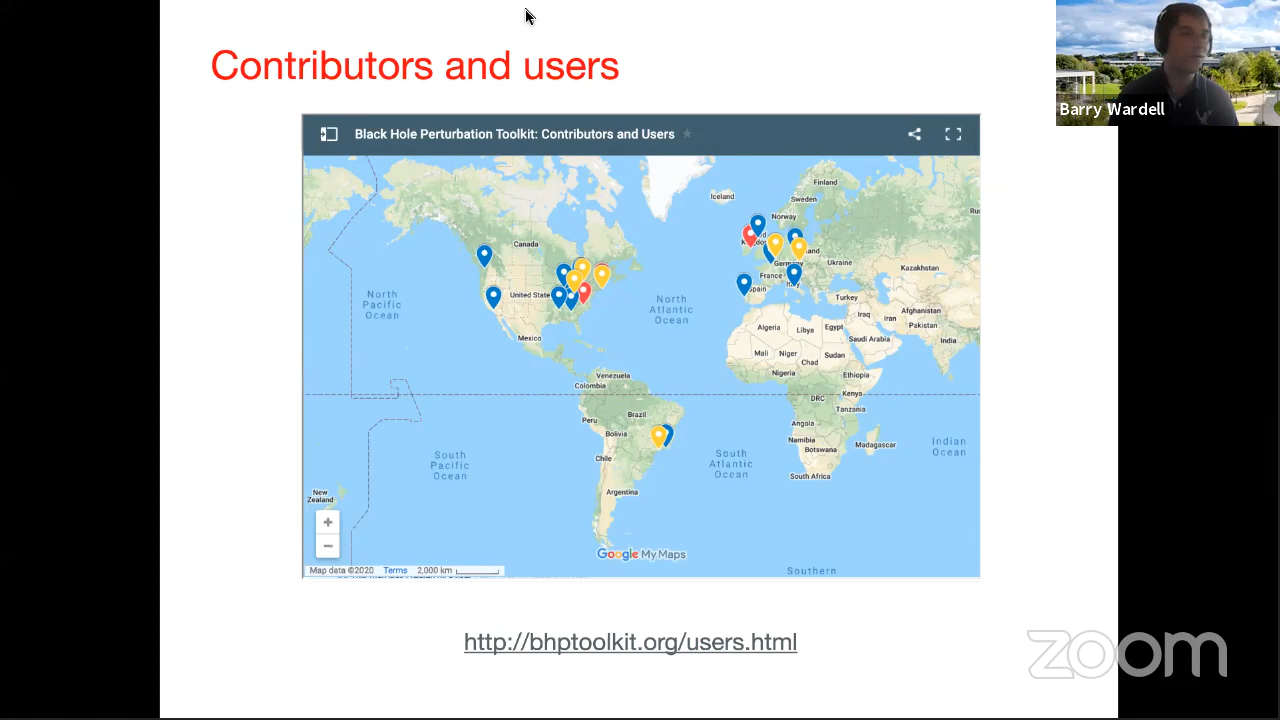 Contributors and users
Barry Wardell
Black Hole Perturbation Toolkit: Contributors and Users
Iceland
Finland
Sweden
Norway
Canada
Ukraine
Kazakhstan
France
Germany
Spain
Italy
Turkey
North
Pacific
Ocean
United State
North
Atlantic
Ocean
Iraq
Iran
Afghanistan
Pakistan
Algeria
Libya
Egypt
Saudi Arabia
India
Mexico
Mali
Niger
Chad
Sudan
Nigeria
Ethiopia
Venezuela
Colombia
DRC
Kenya
Tanzania
Peru
Brazil
Bolivia
Angola
Namibia
Botswana
Madagascar
Indian
Ocean
Chile
South
Pacific
Ocean
South
Atlantic
Ocean
South Africa
Argentina
New
Zealand
Google My Maps
Map data ©2020 Terms 2,000 km
Southern
http://bhptoolkit.org/users.html
zoom